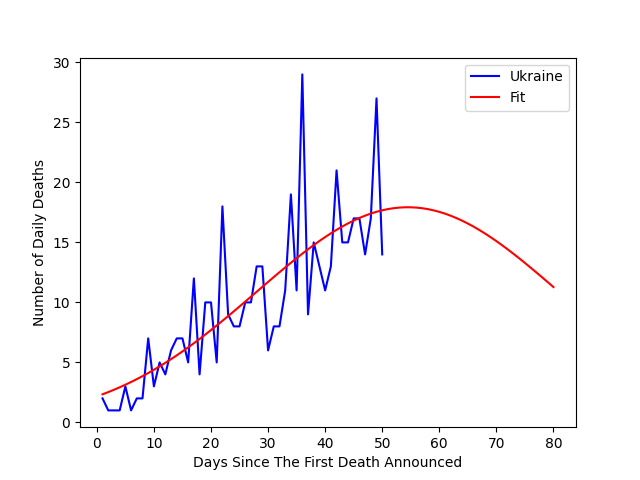 Ukraine
Fit
30
25
20
15
10
5
0
Number of Daily Deaths
0 10 20 30 40 50 60 70 80
Days Since The First Death Announced